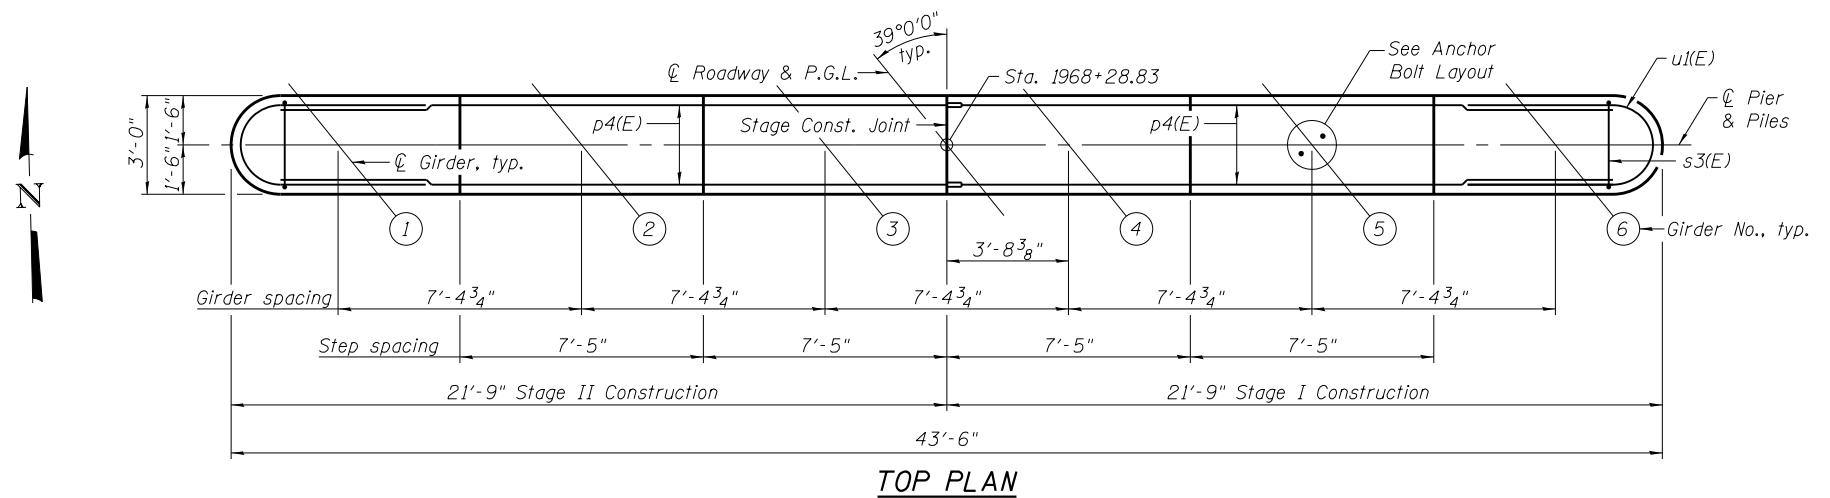 39°0'0"
typ.
℄ Roadway & P.G.L.
Sta. 1968+28.83
See Anchor
Bolt Layout
u1(E)
℄ Pier
& Piles
3'-0"
1'-6"
1'-6"
p4(E)
Stage Const. Joint
p4(E)
℄ Girder, typ.
s3(E)
N
1
2
3
4
5
6
Girder No., typ.
3'-8 3/8"
Girder spacing
7'-4 3/4"
7'-4 3/4"
7'-4 3/4"
7'-4 3/4"
7'-4 3/4"
Step spacing
7'-5"
7'-5"
7'-5"
7'-5"
21'-9" Stage II Construction
21'-9" Stage I Construction
43'-6"
TOP PLAN